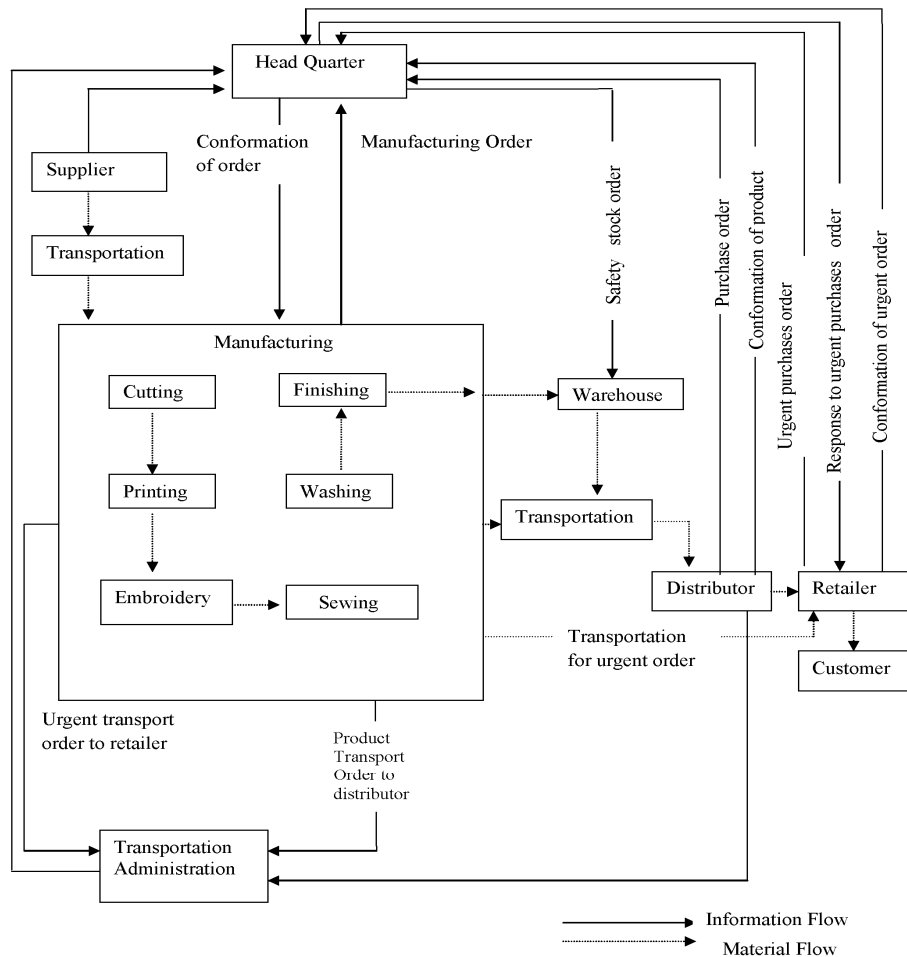 Head Quarter
Conformation
of order
Manufacturing Order
Supplier
Transportation
Safety stock order
Purchase order
Conformation of product
Urgent purchases order
Response to urgent purchases order
Conformation of urgent order
Manufacturing
Cutting
Finishing
Warehouse
Printing
Washing
Transportation
Embroidery
Sewing
Distributor
Retailer
Transportation
for urgent order
Customer
Urgent transport
order to retailer
Product
Transport
Order to
distributor
Transportation
Administration
Information Flow
Material Flow